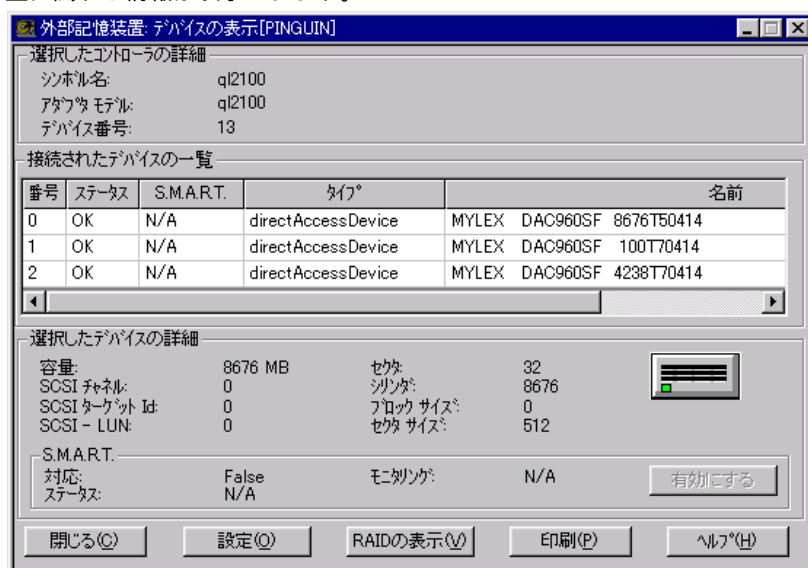 外部記憶装置: デバイスの表示[PINGUIN]
選択したコントローラの詳細
シンボル名: ql2100
アダプタ モデル: ql2100
デバイス番号: 13
接続されたデバイスの一覧
番号 ステータス S.M.A.R.T. タイプ 名前
0 OK N/A directAccessDevice MYLEX DAC960SF 8676T50414
1 OK N/A directAccessDevice MYLEX DAC960SF 100T70414
2 OK N/A directAccessDevice MYLEX DAC960SF 4238T70414
選択したデバイスの詳細
容量: 8676 MB セクタ: 32
SCSI チャネル: 0 シリンダ: 8676
SCSI ターゲット Id: 0 ブロック サイズ: 0
SCSI - LUN: 0 セクタ サイズ: 512
S.M.A.R.T.
対応: False モニタリング: N/A 有効にする
ステータス: N/A
閉じる(C) 設定(O) RAIDの表示(V) 印刷(P) ヘルプ(H)